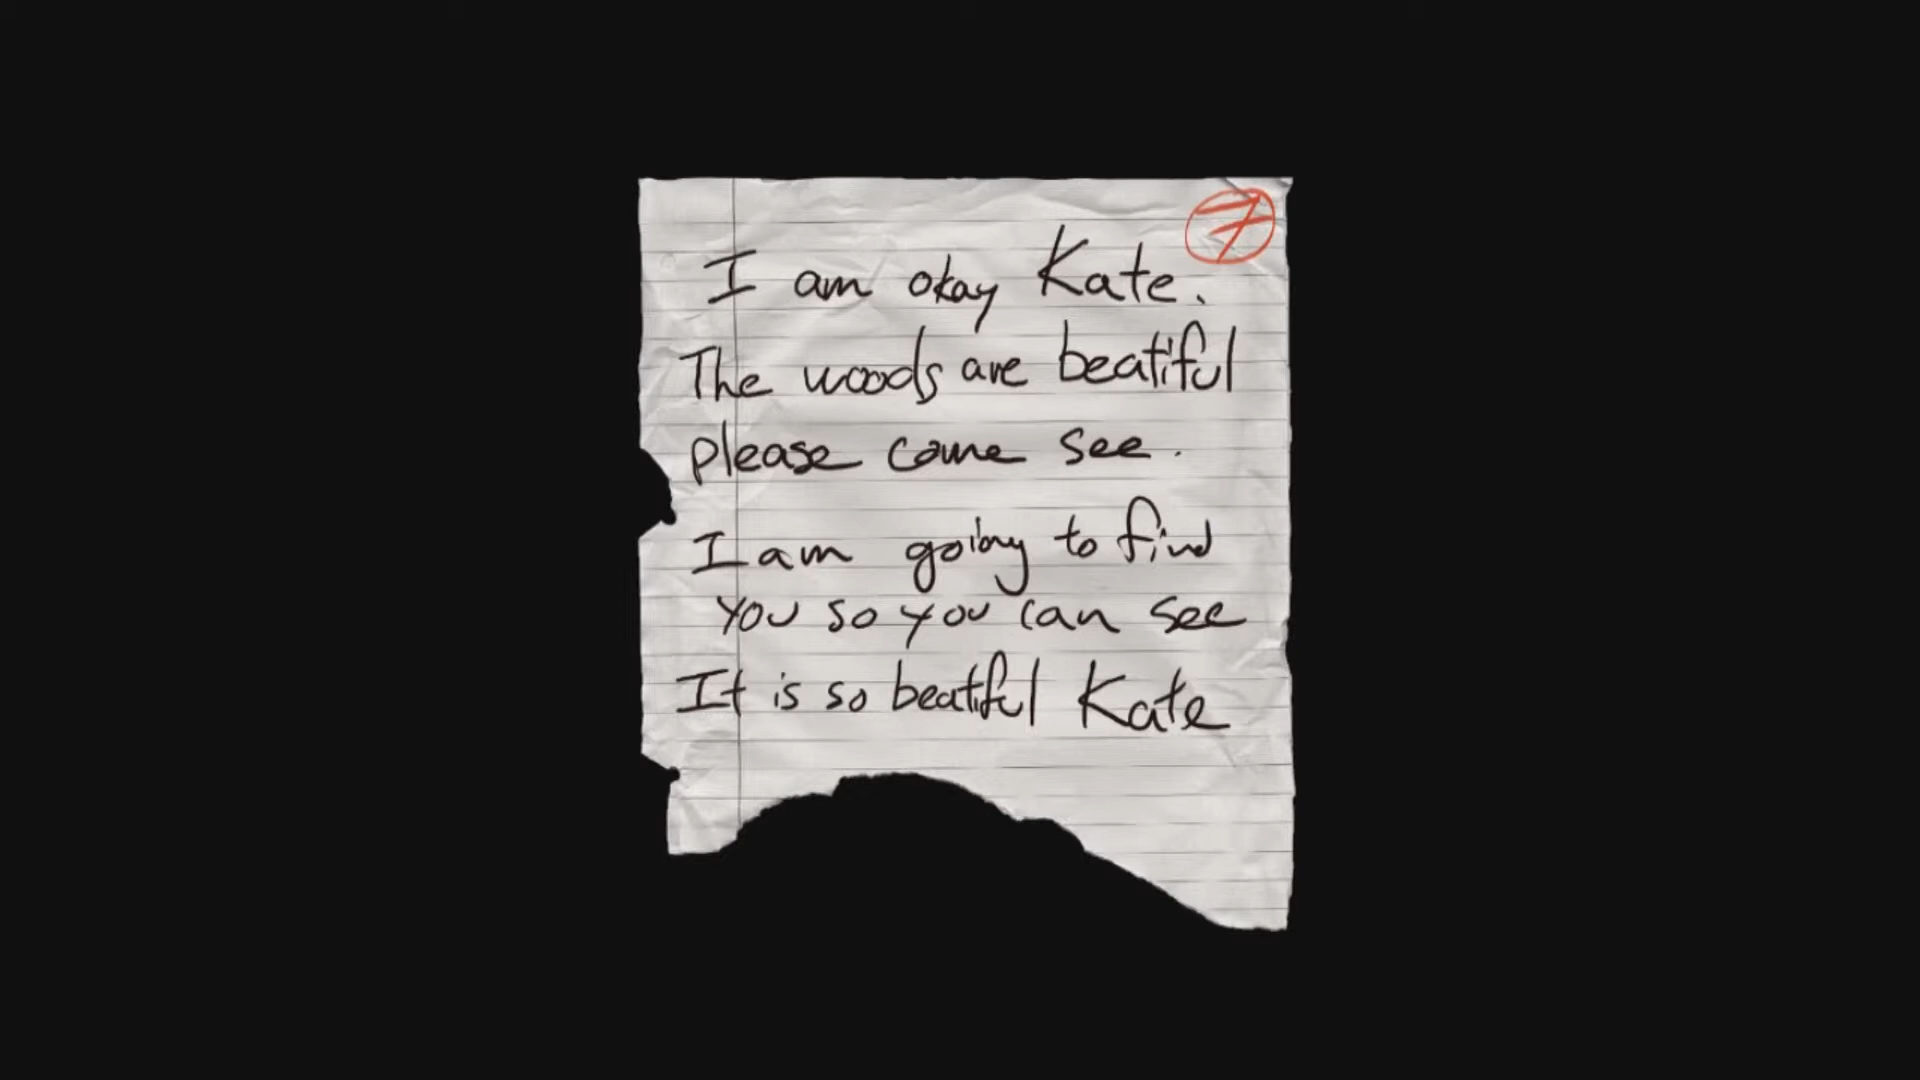 7
I am okay Kate.
The woods are beatiful
please come see.
I am going to find
you so you can see
It is so beatiful Kate